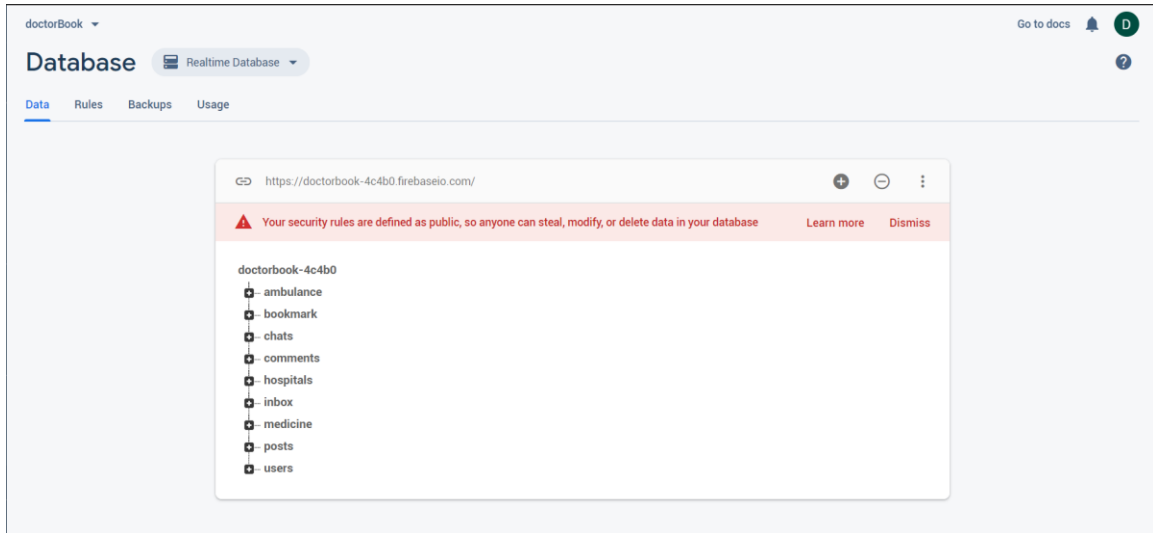 doctorBook
Go to docs
D
Database
Realtime Database
?
Data Rules Backups Usage
https://doctorbook-4c4b0.firebaseio.com/
Your security rules are defined as public, so anyone can steal, modify, or delete data in your database Learn more Dismiss
doctorbook-4c4b0
ambulance
bookmark
chats
comments
hospitals
inbox
medicine
posts
users